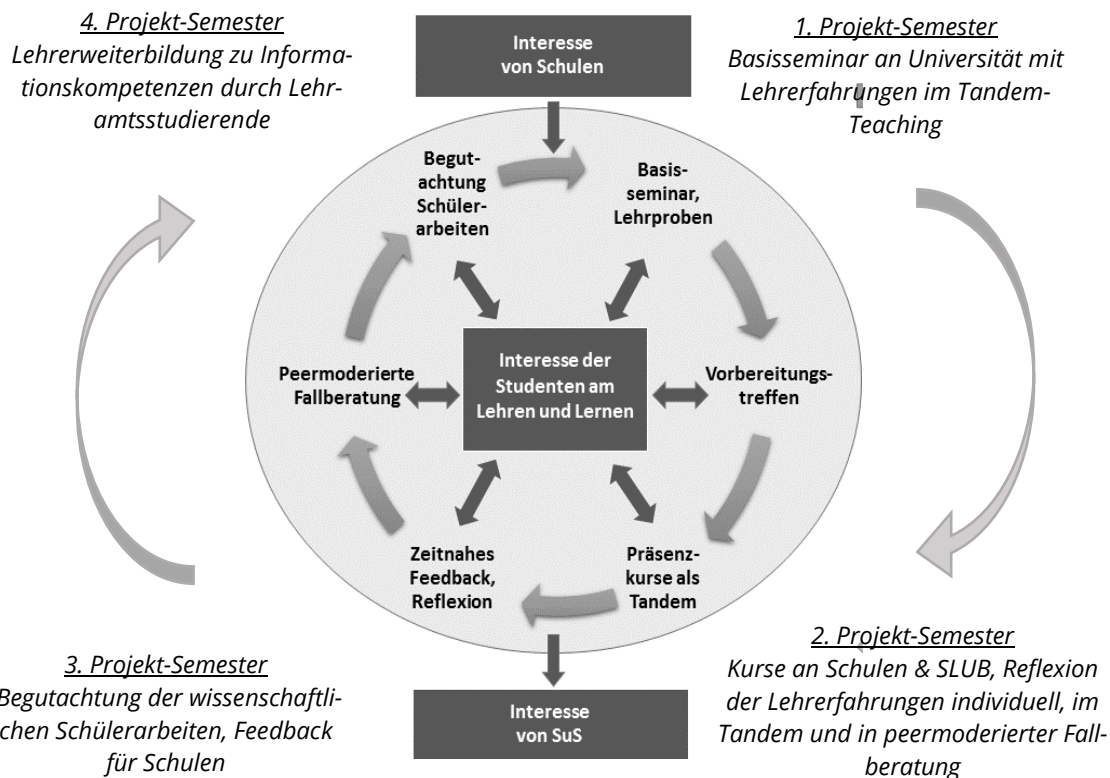 4. Projekt-Semester
Lehrerweiterbildung zu Informa-
tionskompetenzen durch Lehr-
amtsstudierende
Interesse
von Schulen
1. Projekt-Semester
Basisseminar an Universität mit
Lehrerfahrungen im Tandem-
Teaching
Begut-
achtung
Schüler-
arbeiten
Basis-
seminar,
Lehrproben
Peermoderierte
Fallberatung
Interesse der
Studenten am
Lehren und Lernen
Vorbereitungs-
treffen
Zeitnahes
Feedback,
Reflexion
Präsenz-
kurse als
Tandem
3. Projekt-Semester
Begutachtung der wissenschaftli-
chen Schülerarbeiten, Feedback
für Schulen
Interesse
von SuS
2. Projekt-Semester
Kurse an Schulen & SLUB, Reflexion
der Lehrerfahrungen individuell, im
Tandem und in peermoderierter Fall-
beratung